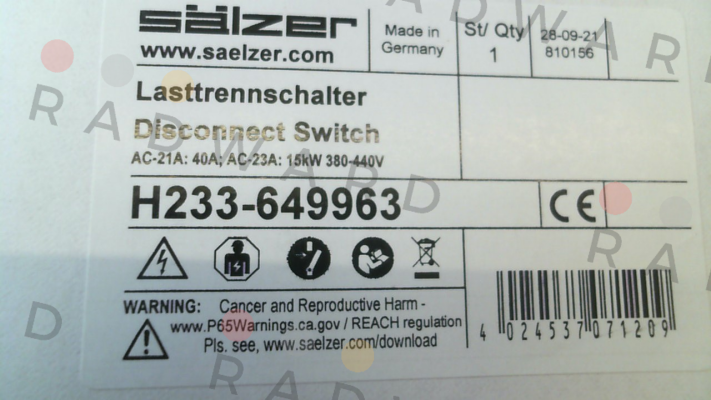 sälzer
www.saelzer.com
Made in
Germany
St/ Qty
1
28-09-21
810156
Lasttrennschalter
Disconnect Switch
AC-21A: 40A; AC-23A: 15kW 380-440V
H233-649963
CE
WARNING: Cancer and Reproductive Harm -
www.P65Warnings.ca.gov / REACH regulation
Pls. see, www.saelzer.com/download
4 024537 071209
RADWARD
RADWARD